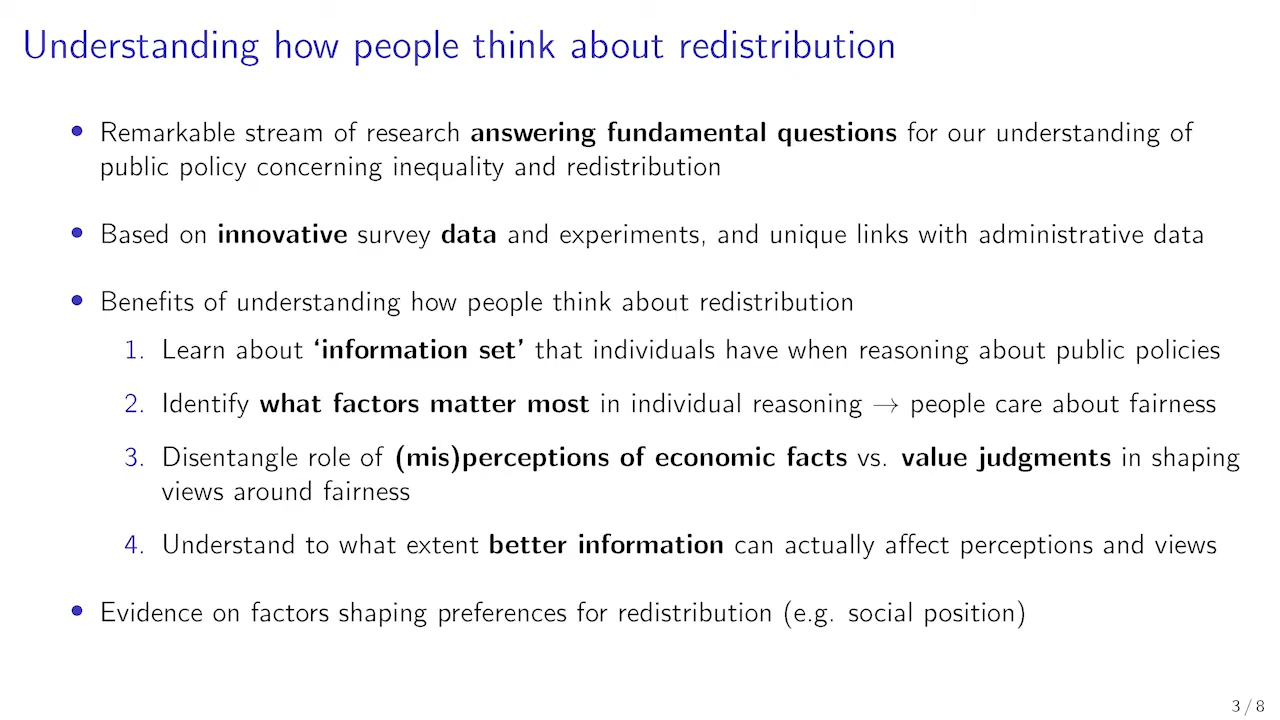 Understanding how people think about redistribution
• Remarkable stream of research answering fundamental questions for our understanding of
public policy concerning inequality and redistribution
• Based on innovative survey data and experiments, and unique links with administrative data
• Benefits of understanding how people think about redistribution
1. Learn about ‘information set’ that individuals have when reasoning about public policies
2. Identify what factors matter most in individual reasoning → people care about fairness
3. Disentangle role of (mis)perceptions of economic facts vs. value judgments in shaping
views around fairness
4. Understand to what extent better information can actually affect perceptions and views
• Evidence on factors shaping preferences for redistribution (e.g. social position)
3 / 8